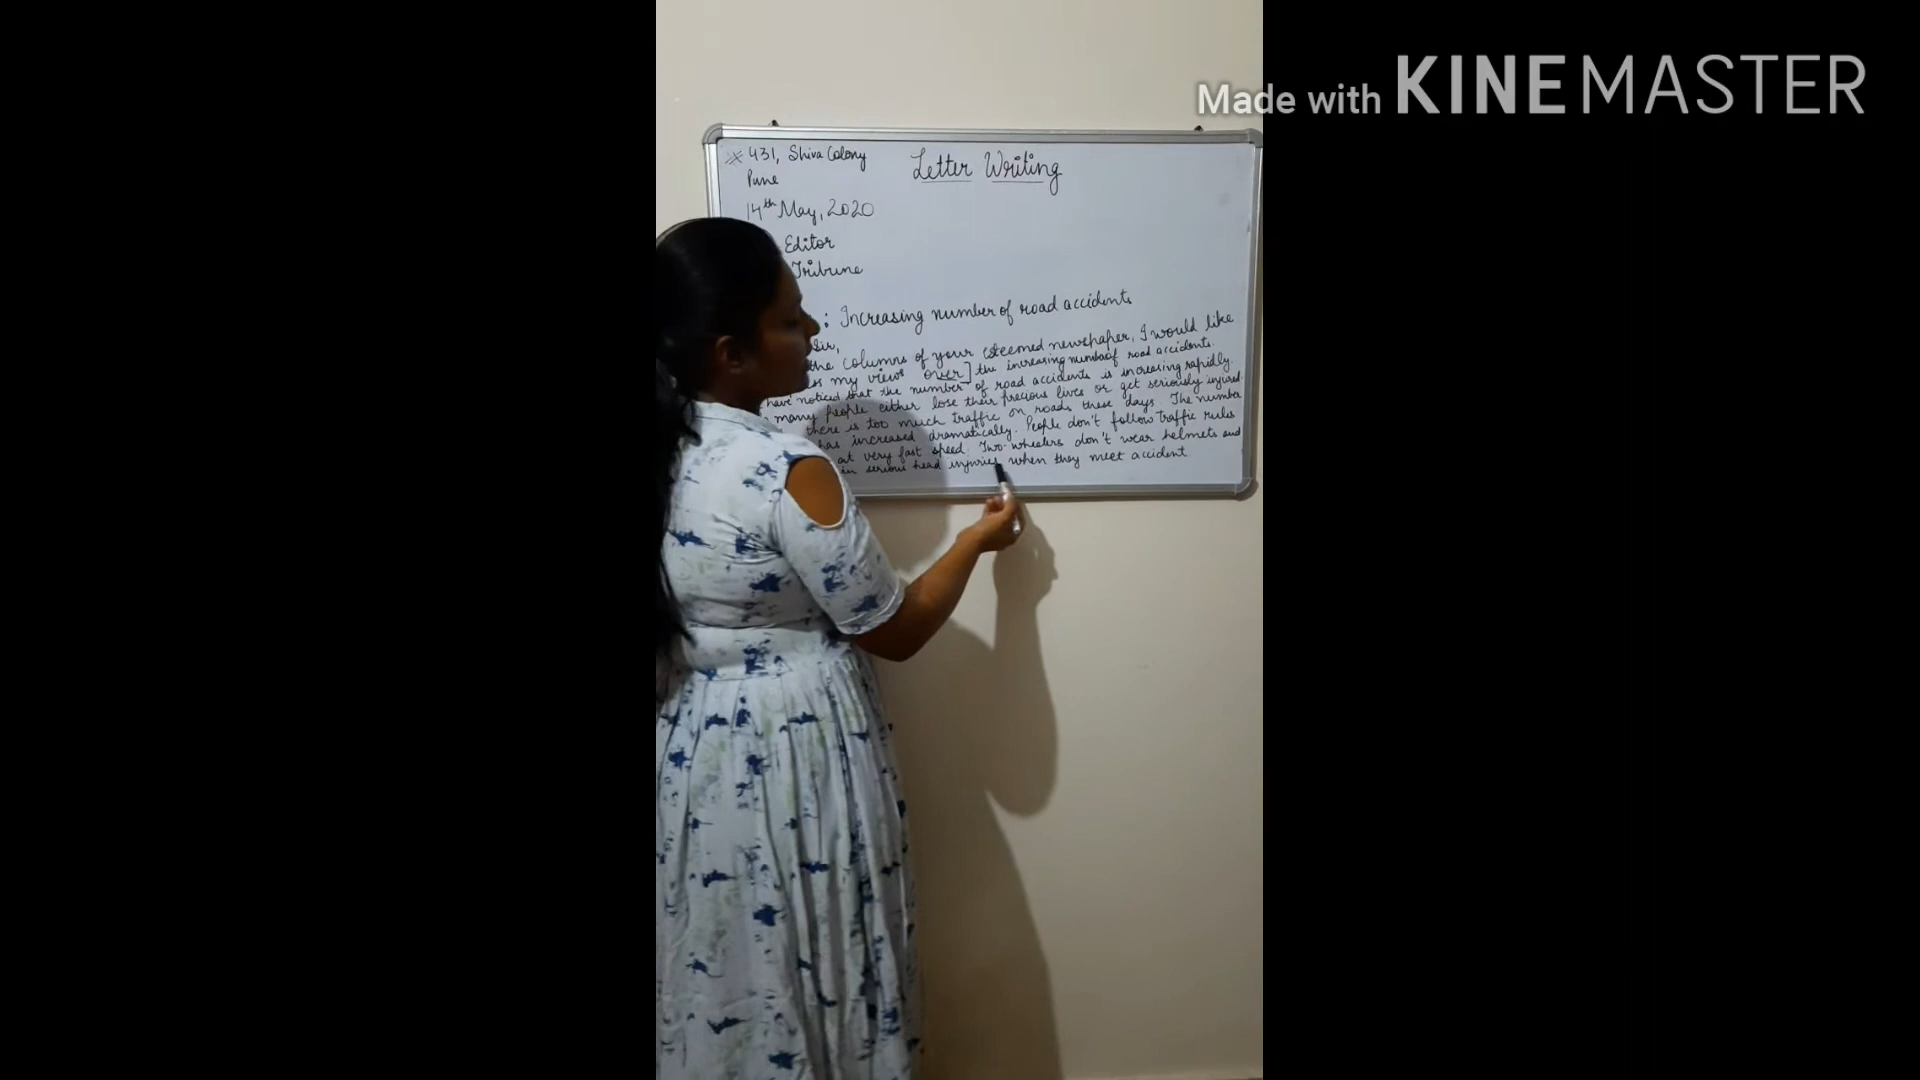 Made with KINEMASTER
431, Shiva Colony
Letter Writing
Pune
14th May, 2020
Editor
Tribune
: Increasing number of road accidents
Sir,
the columns of your esteemed newspaper, I would like
my views over] the increasing number of road accidents.
have noticed that the number of road accidents is increasing rapidly.
many people either lose their precious lives or get seriously injured.
there is too much traffic on roads these days. The number
has increased dramatically. People don't follow traffic rules
at very fast speed. Two-wheelers don't wear helmets and
in serious head injuries when they meet accident